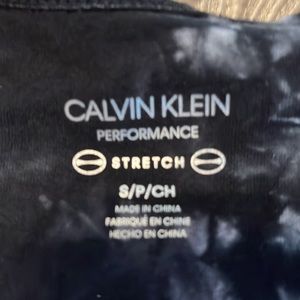 CALVIN KLEIN
PERFORMANCE
STRETCH
S/P/CH
MADE IN CHINA
FABRIQUÉ EN CHINE
HECHO EN CHINA